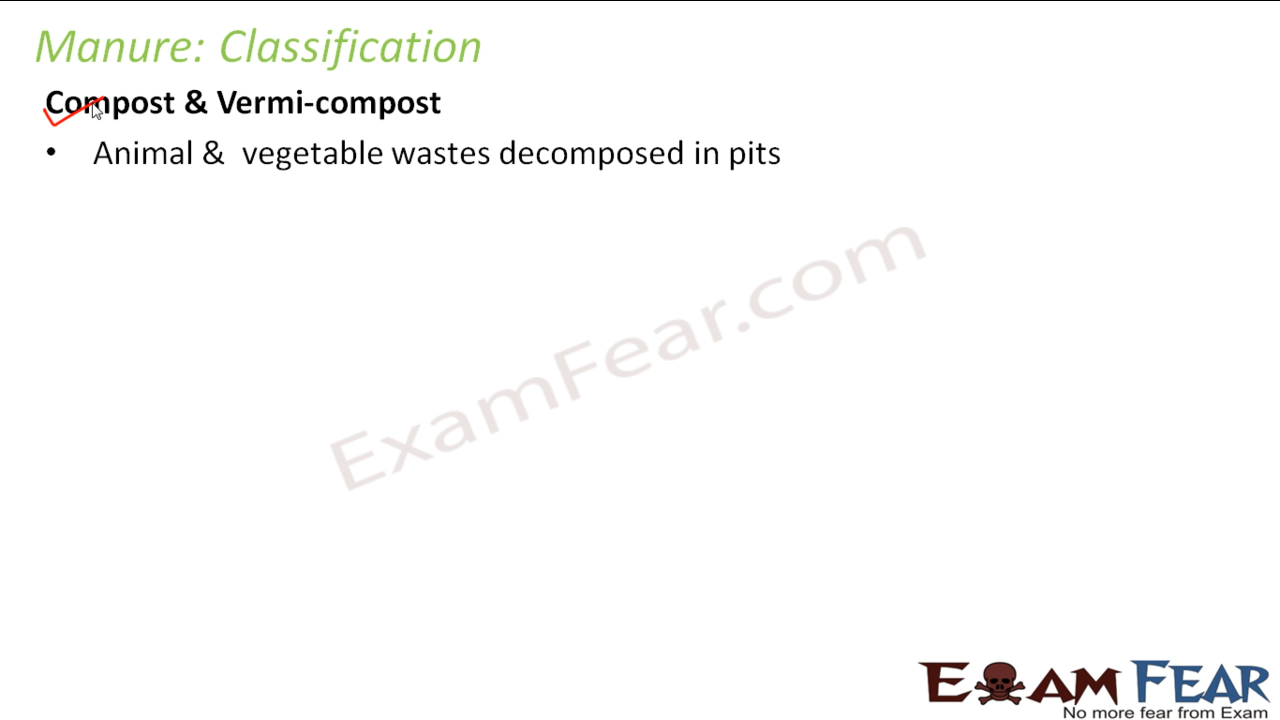 Manure: Classification
Compost & Vermi-compost
• Animal & vegetable wastes decomposed in pits
ExamFear.com
EXAM FEAR
No more fear from Exam